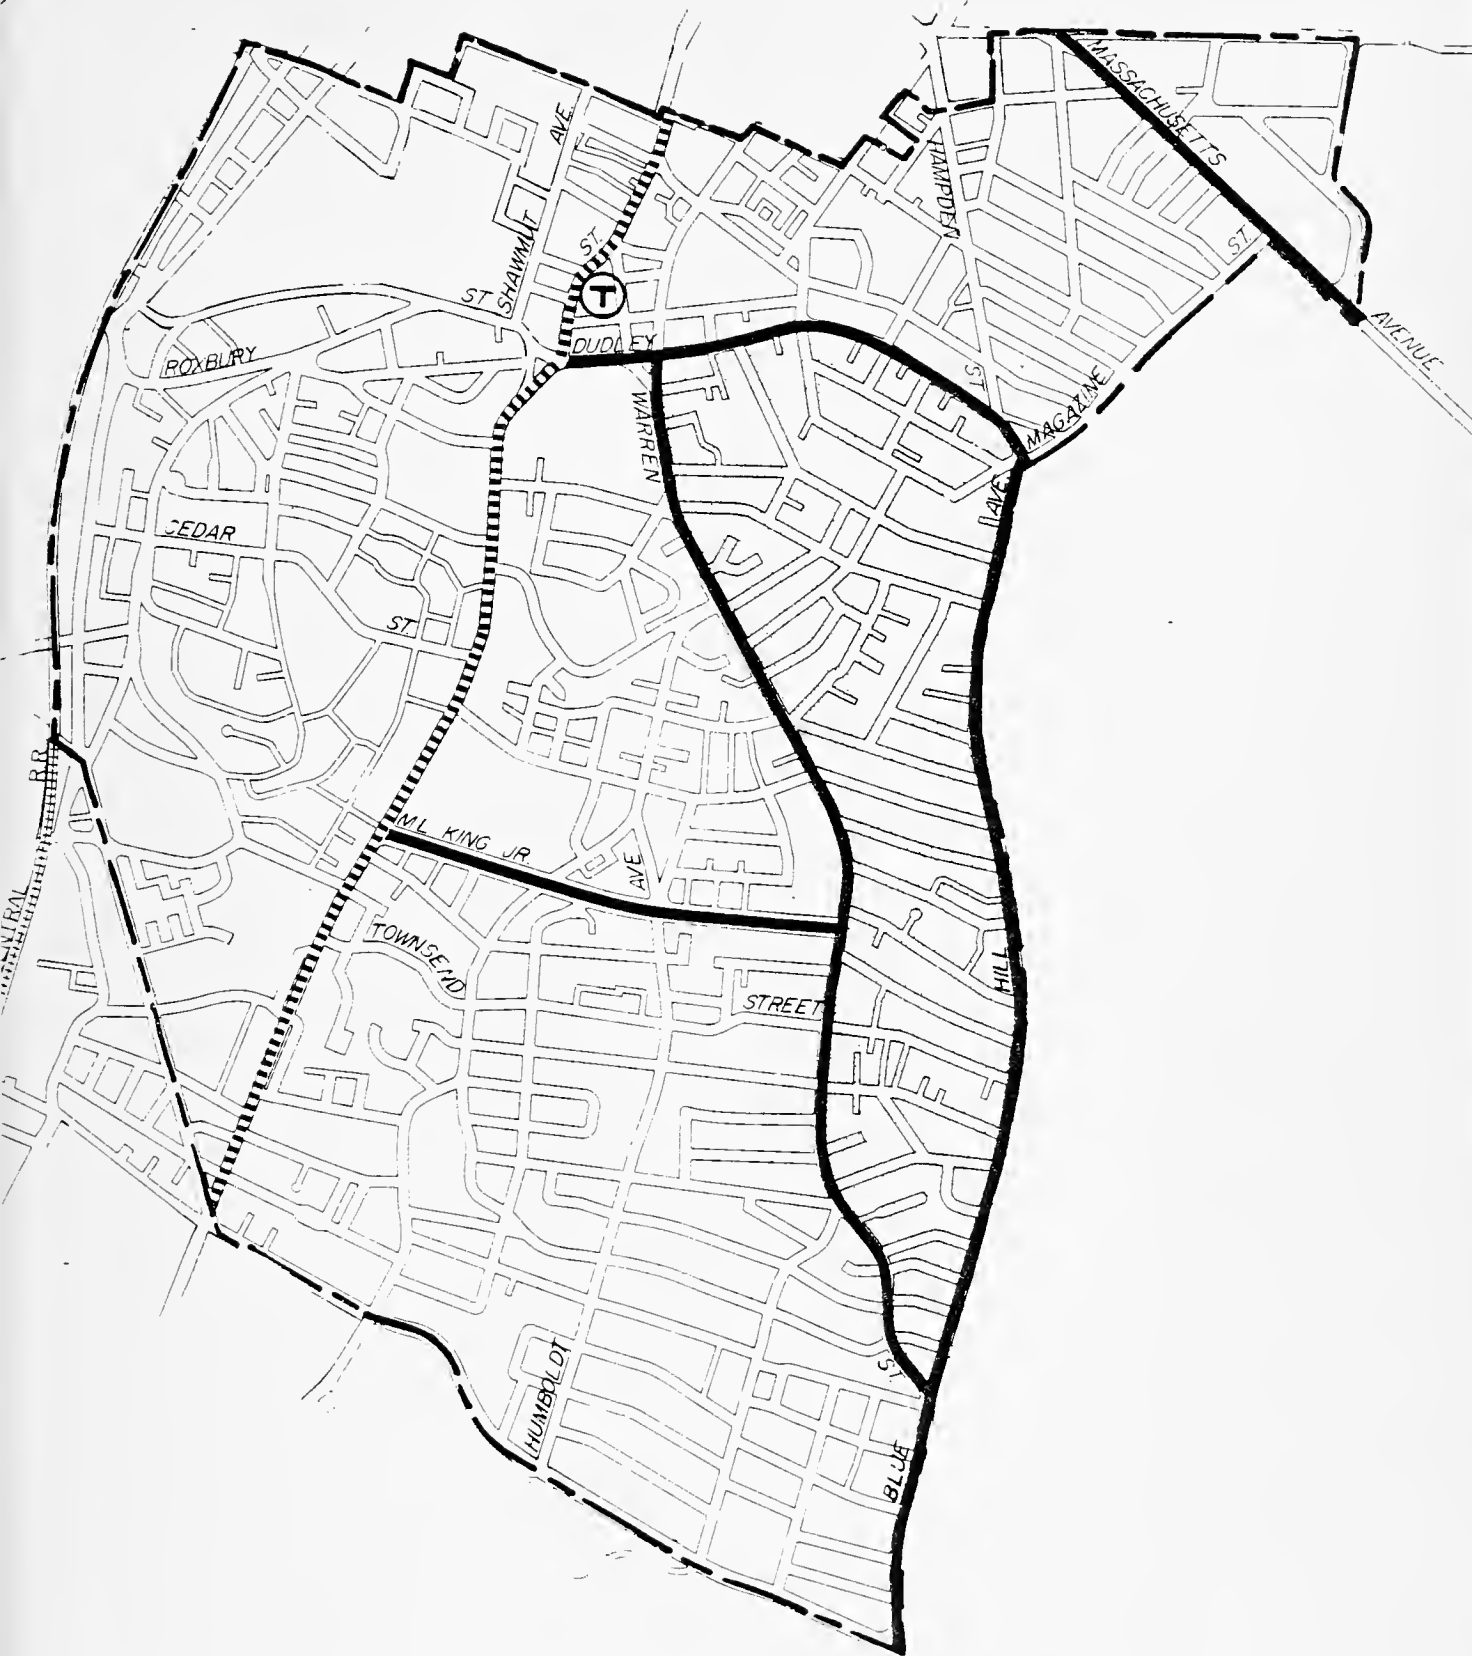 MASSACHUSETTS
AVENUE
AVE.
SHAWMUT
HAMPDEN
ST.
ST.
ST.
T
DUDLEY
ROXBURY
ST
WARREN
MAGAZINE
AVE.
CEDAR
ST.
R.R.
NTRAL
M L KING JR.
AVE
TOWNSEND
STREET
HILL
ST.
HUMBOLDT
BLUE